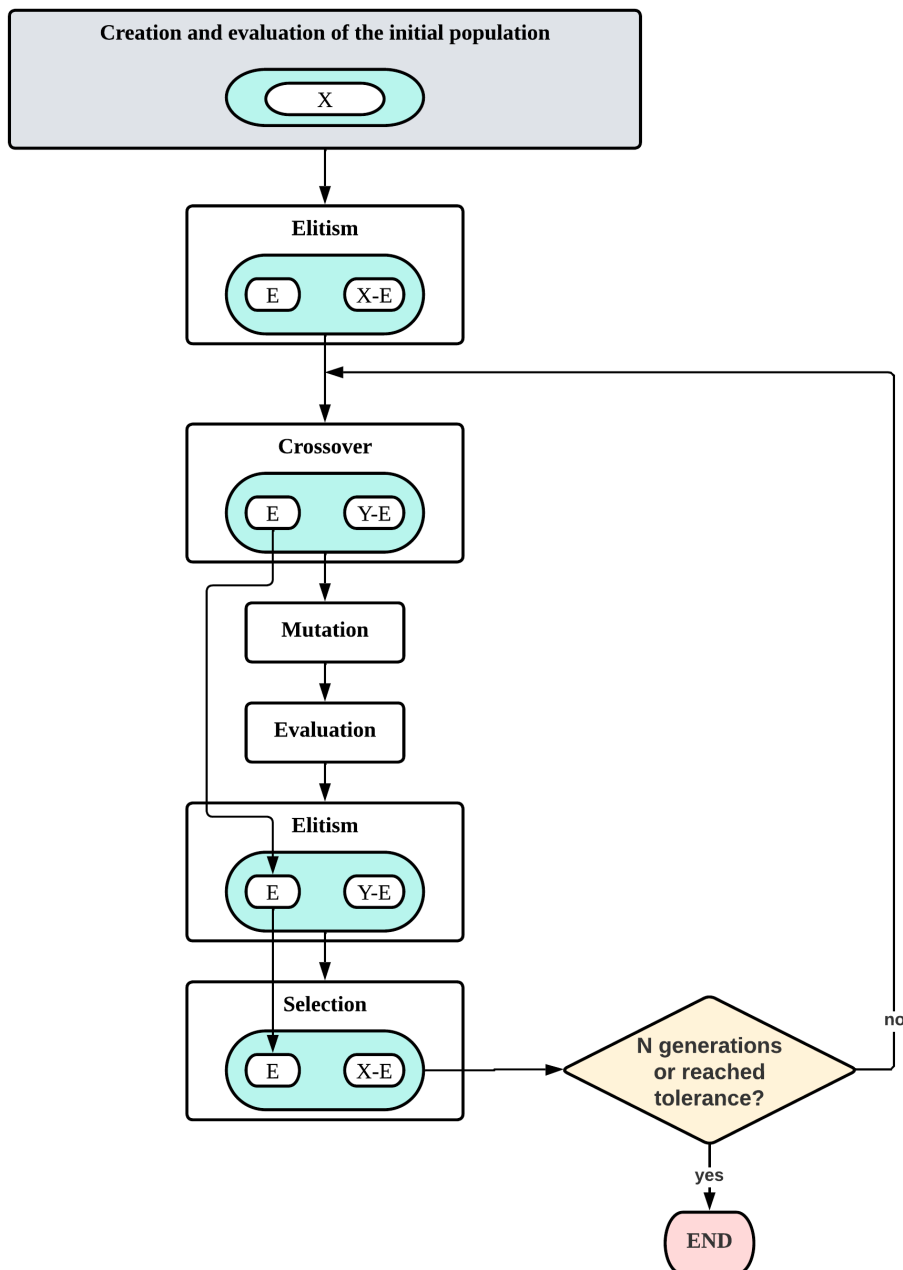 Creation and evaluation of the initial population
X
Elitism
E
X-E
Crossover
E
Y-E
Mutation
Evaluation
Elitism
E
Y-E
Selection
E
X-E
N generations
or reached
tolerance?
no
yes
END